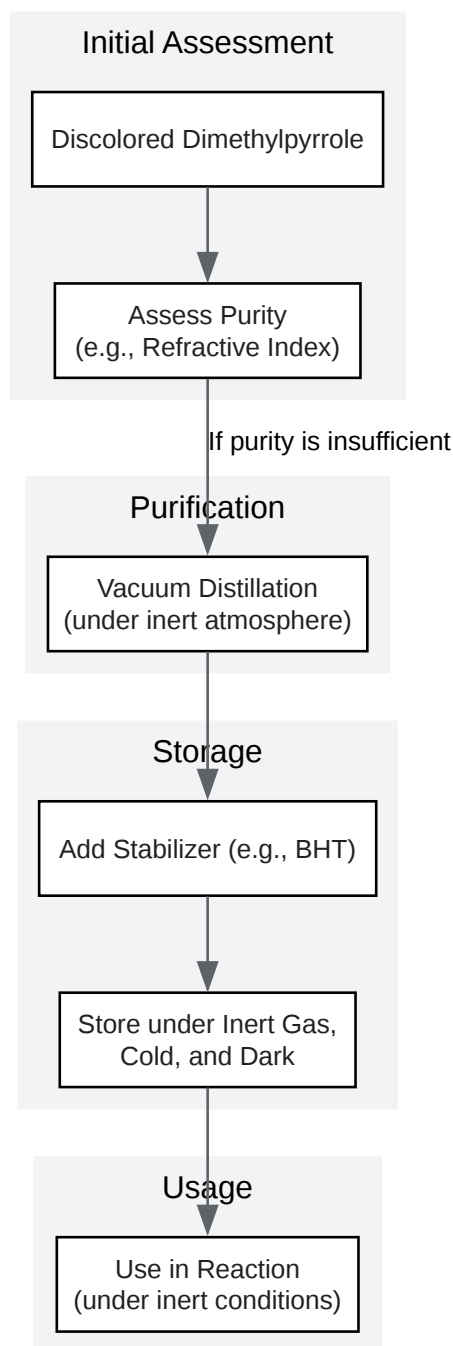 Initial Assessment
Discolored Dimethylpyrrole
Assess Purity
(e.g., Refractive Index)
If purity is insufficient
Purification
Vacuum Distillation
(under inert atmosphere)
Storage
Add Stabilizer (e.g., BHT)
Store under Inert Gas,
Cold, and Dark
Usage
Use in Reaction
(under inert conditions)